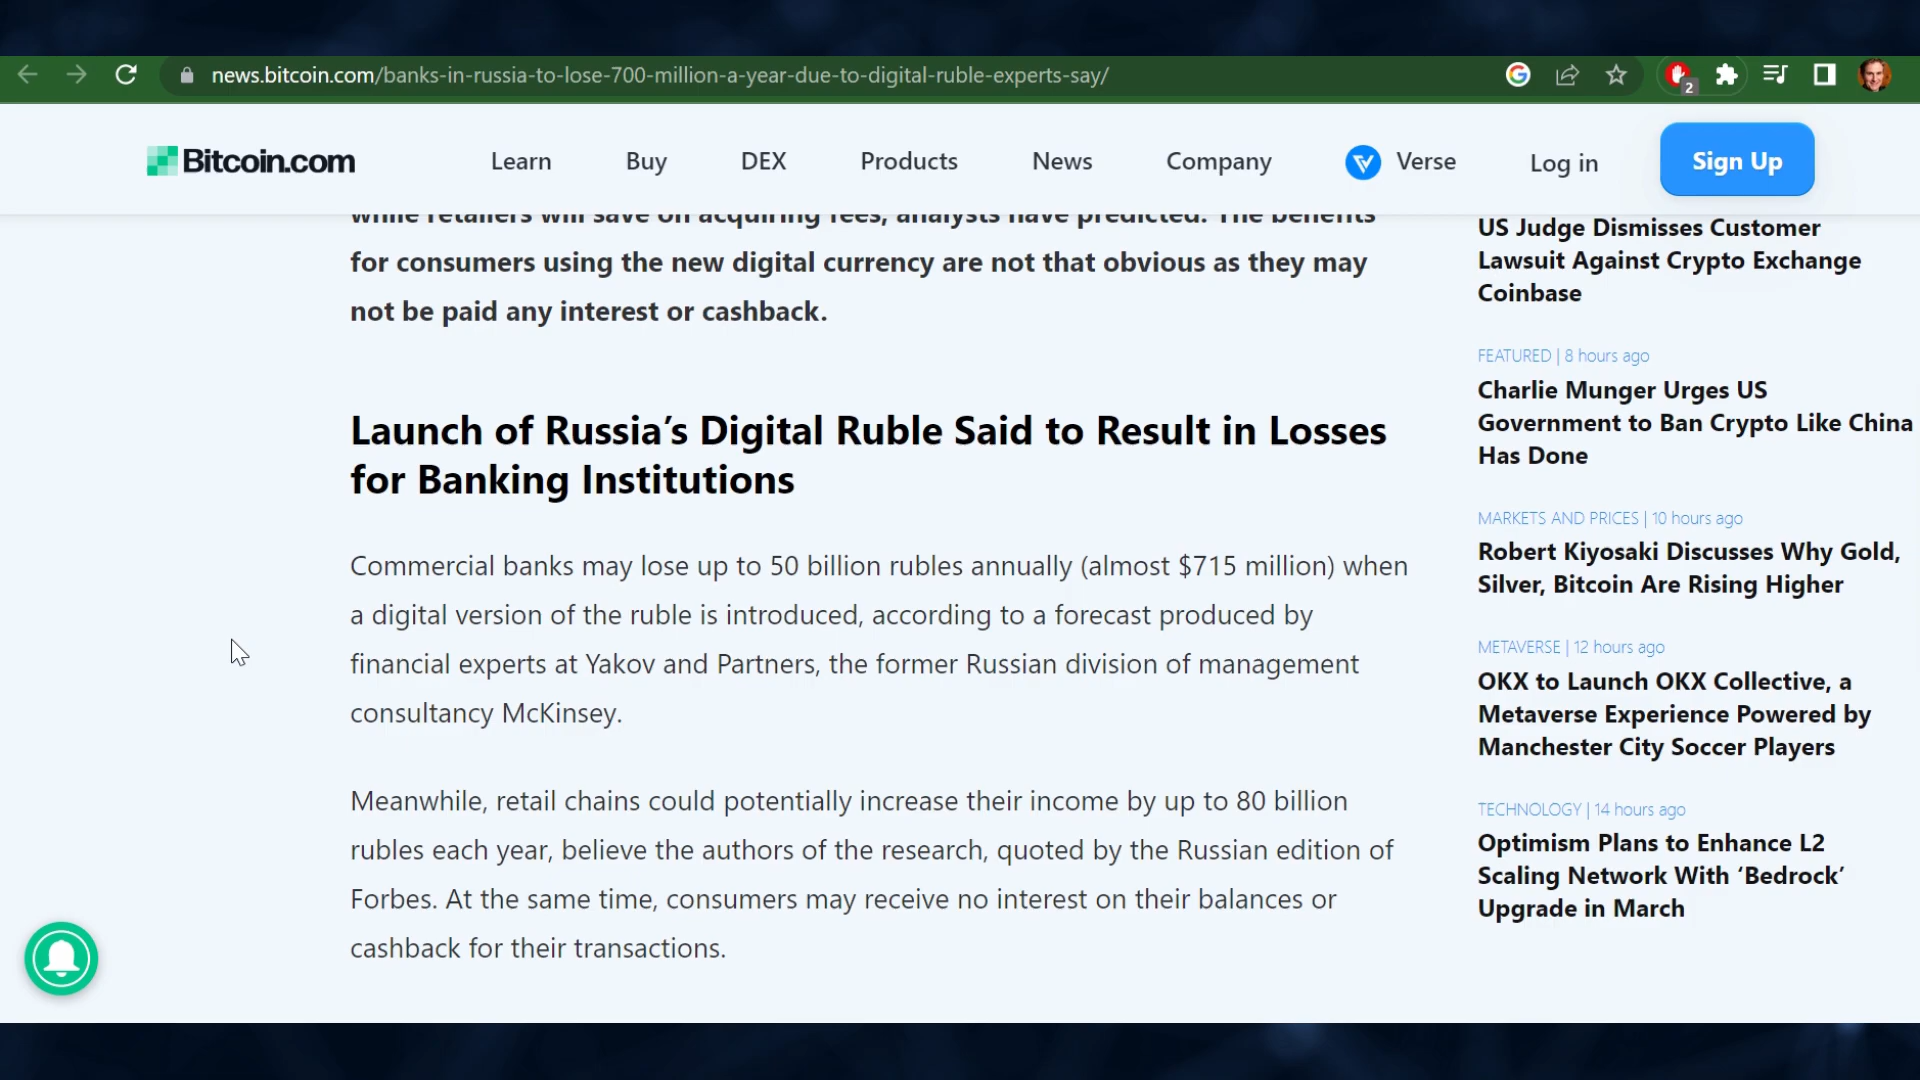 news.bitcoin.com/banks-in-russia-to-lose-700-million-a-year-due-to-digital-ruble-experts-say/
2
Bitcoin.com
Learn
Buy
DEX
Products
News
Company
Verse
Log in
Sign Up
while retailers will save on acquiring fees, analysts have predicted. The benefits
for consumers using the new digital currency are not that obvious as they may
not be paid any interest or cashback.
Launch of Russia’s Digital Ruble Said to Result in Losses
for Banking Institutions
Commercial banks may lose up to 50 billion rubles annually (almost $715 million) when
a digital version of the ruble is introduced, according to a forecast produced by
financial experts at Yakov and Partners, the former Russian division of management
consultancy McKinsey.
Meanwhile, retail chains could potentially increase their income by up to 80 billion
rubles each year, believe the authors of the research, quoted by the Russian edition of
Forbes. At the same time, consumers may receive no interest on their balances or
cashback for their transactions.
US Judge Dismisses Customer
Lawsuit Against Crypto Exchange
Coinbase
FEATURED | 8 hours ago
Charlie Munger Urges US
Government to Ban Crypto Like China
Has Done
MARKETS AND PRICES | 10 hours ago
Robert Kiyosaki Discusses Why Gold,
Silver, Bitcoin Are Rising Higher
METAVERSE | 12 hours ago
OKX to Launch OKX Collective, a
Metaverse Experience Powered by
Manchester City Soccer Players
TECHNOLOGY | 14 hours ago
Optimism Plans to Enhance L2
Scaling Network With ‘Bedrock’
Upgrade in March